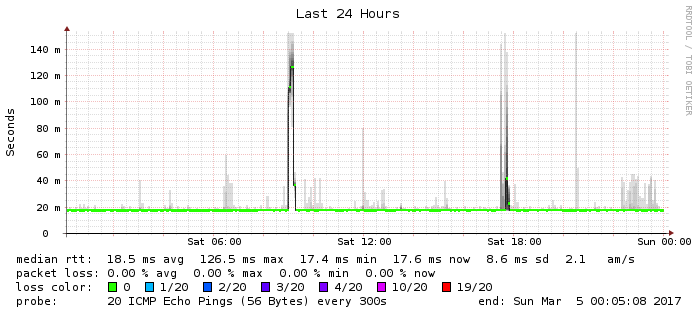 Last 24 Hours
RRDTOOL / TOBI OETIKER
Seconds
140 m
120 m
100 m
80 m
60 m
40 m
20 m
0
Sat 06:00 Sat 12:00 Sat 18:00 Sun 00:00
median rtt: 18.5 ms avg 126.5 ms max 17.4 ms min 17.6 ms now 8.6 ms sd 2.1 am/s
packet loss: 0.00 % avg 0.00 % max 0.00 % min 0.00 % now
loss color: 0 1/20 2/20 3/20 4/20 10/20 19/20
probe: 20 ICMP Echo Pings (56 Bytes) every 300s end: Sun Mar 5 00:05:08 2017